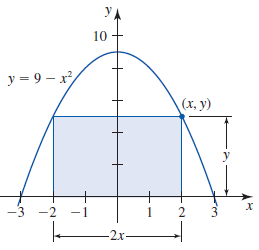 y
10
y = 9 − x²
(x, y)
y
-3 -2 -1 1 2 3 x
2x